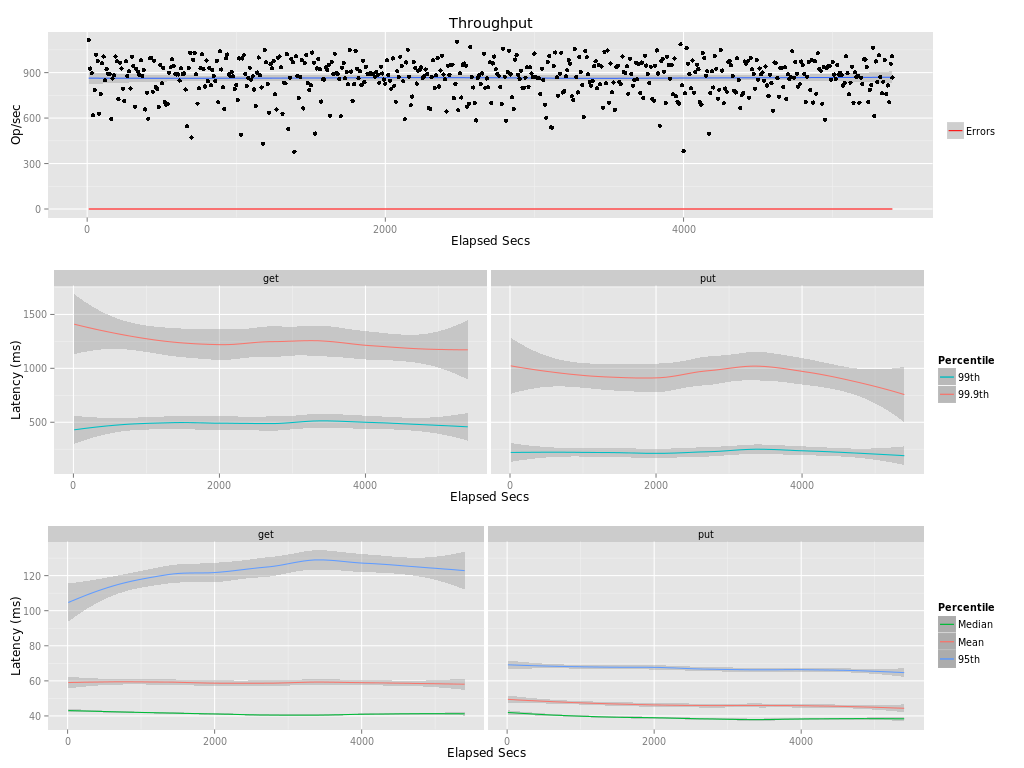 Throughput
Op/sec
900
600
300
0
0 2000 4000
Elapsed Secs
Errors
get put
Latency (ms)
1500
1000
500
0 2000 4000 0 2000 4000
Elapsed Secs
Percentile
99th
99.9th
get put
Latency (ms)
120
100
80
60
40
0 2000 4000 0 2000 4000
Elapsed Secs
Percentile
Median
Mean
95th